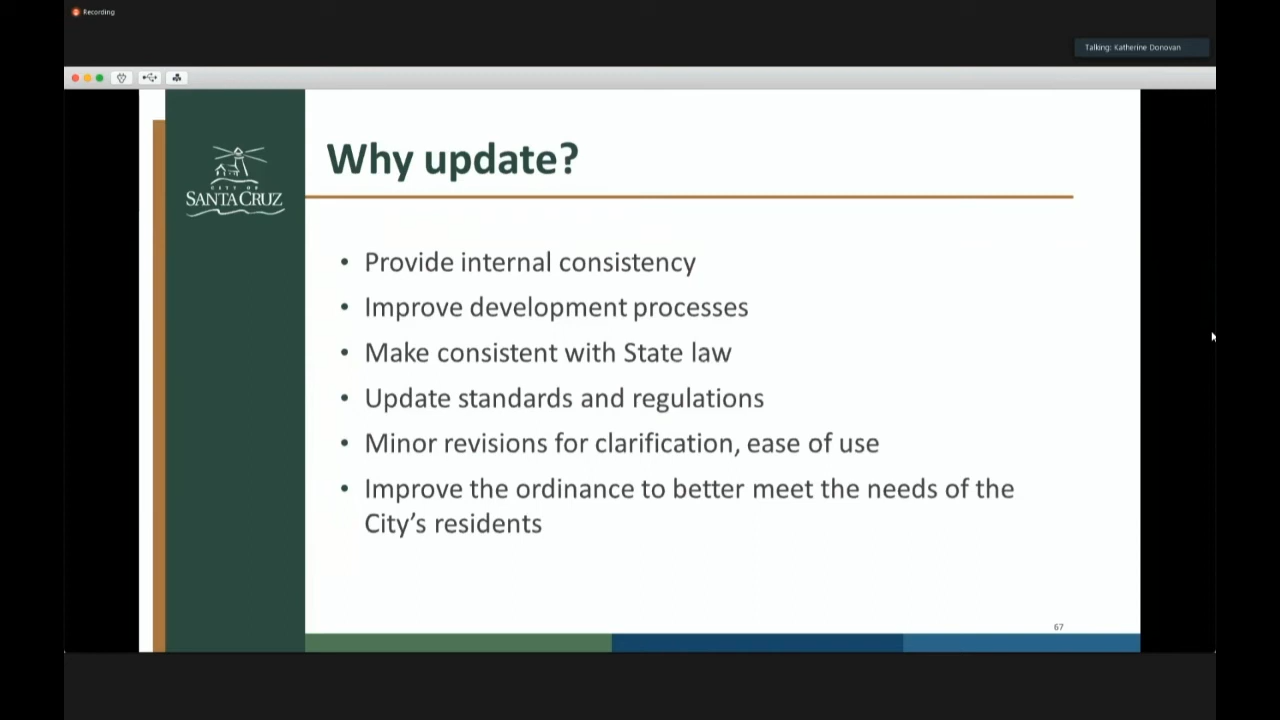 Recording
Talking: Katherine Donovan
CITY OF
SANTA CRUZ
Why update?
• Provide internal consistency
• Improve development processes
• Make consistent with State law
• Update standards and regulations
• Minor revisions for clarification, ease of use
• Improve the ordinance to better meet the needs of the
City’s residents
67